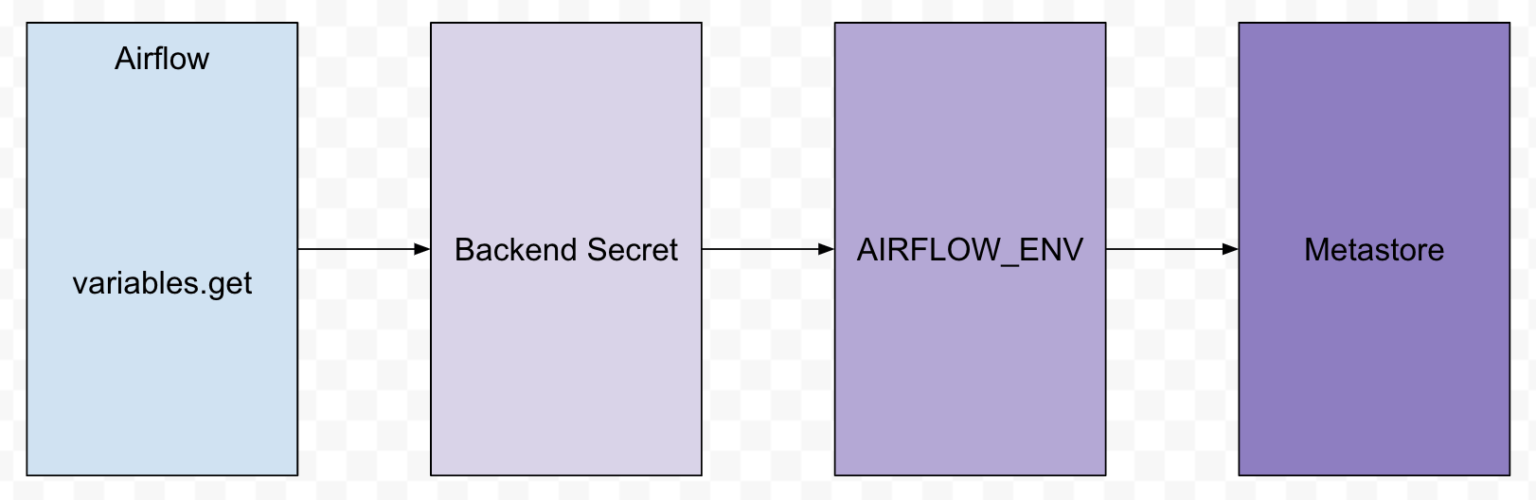 Airflow
variables.get
Backend Secret
AIRFLOW_ENV
Metastore